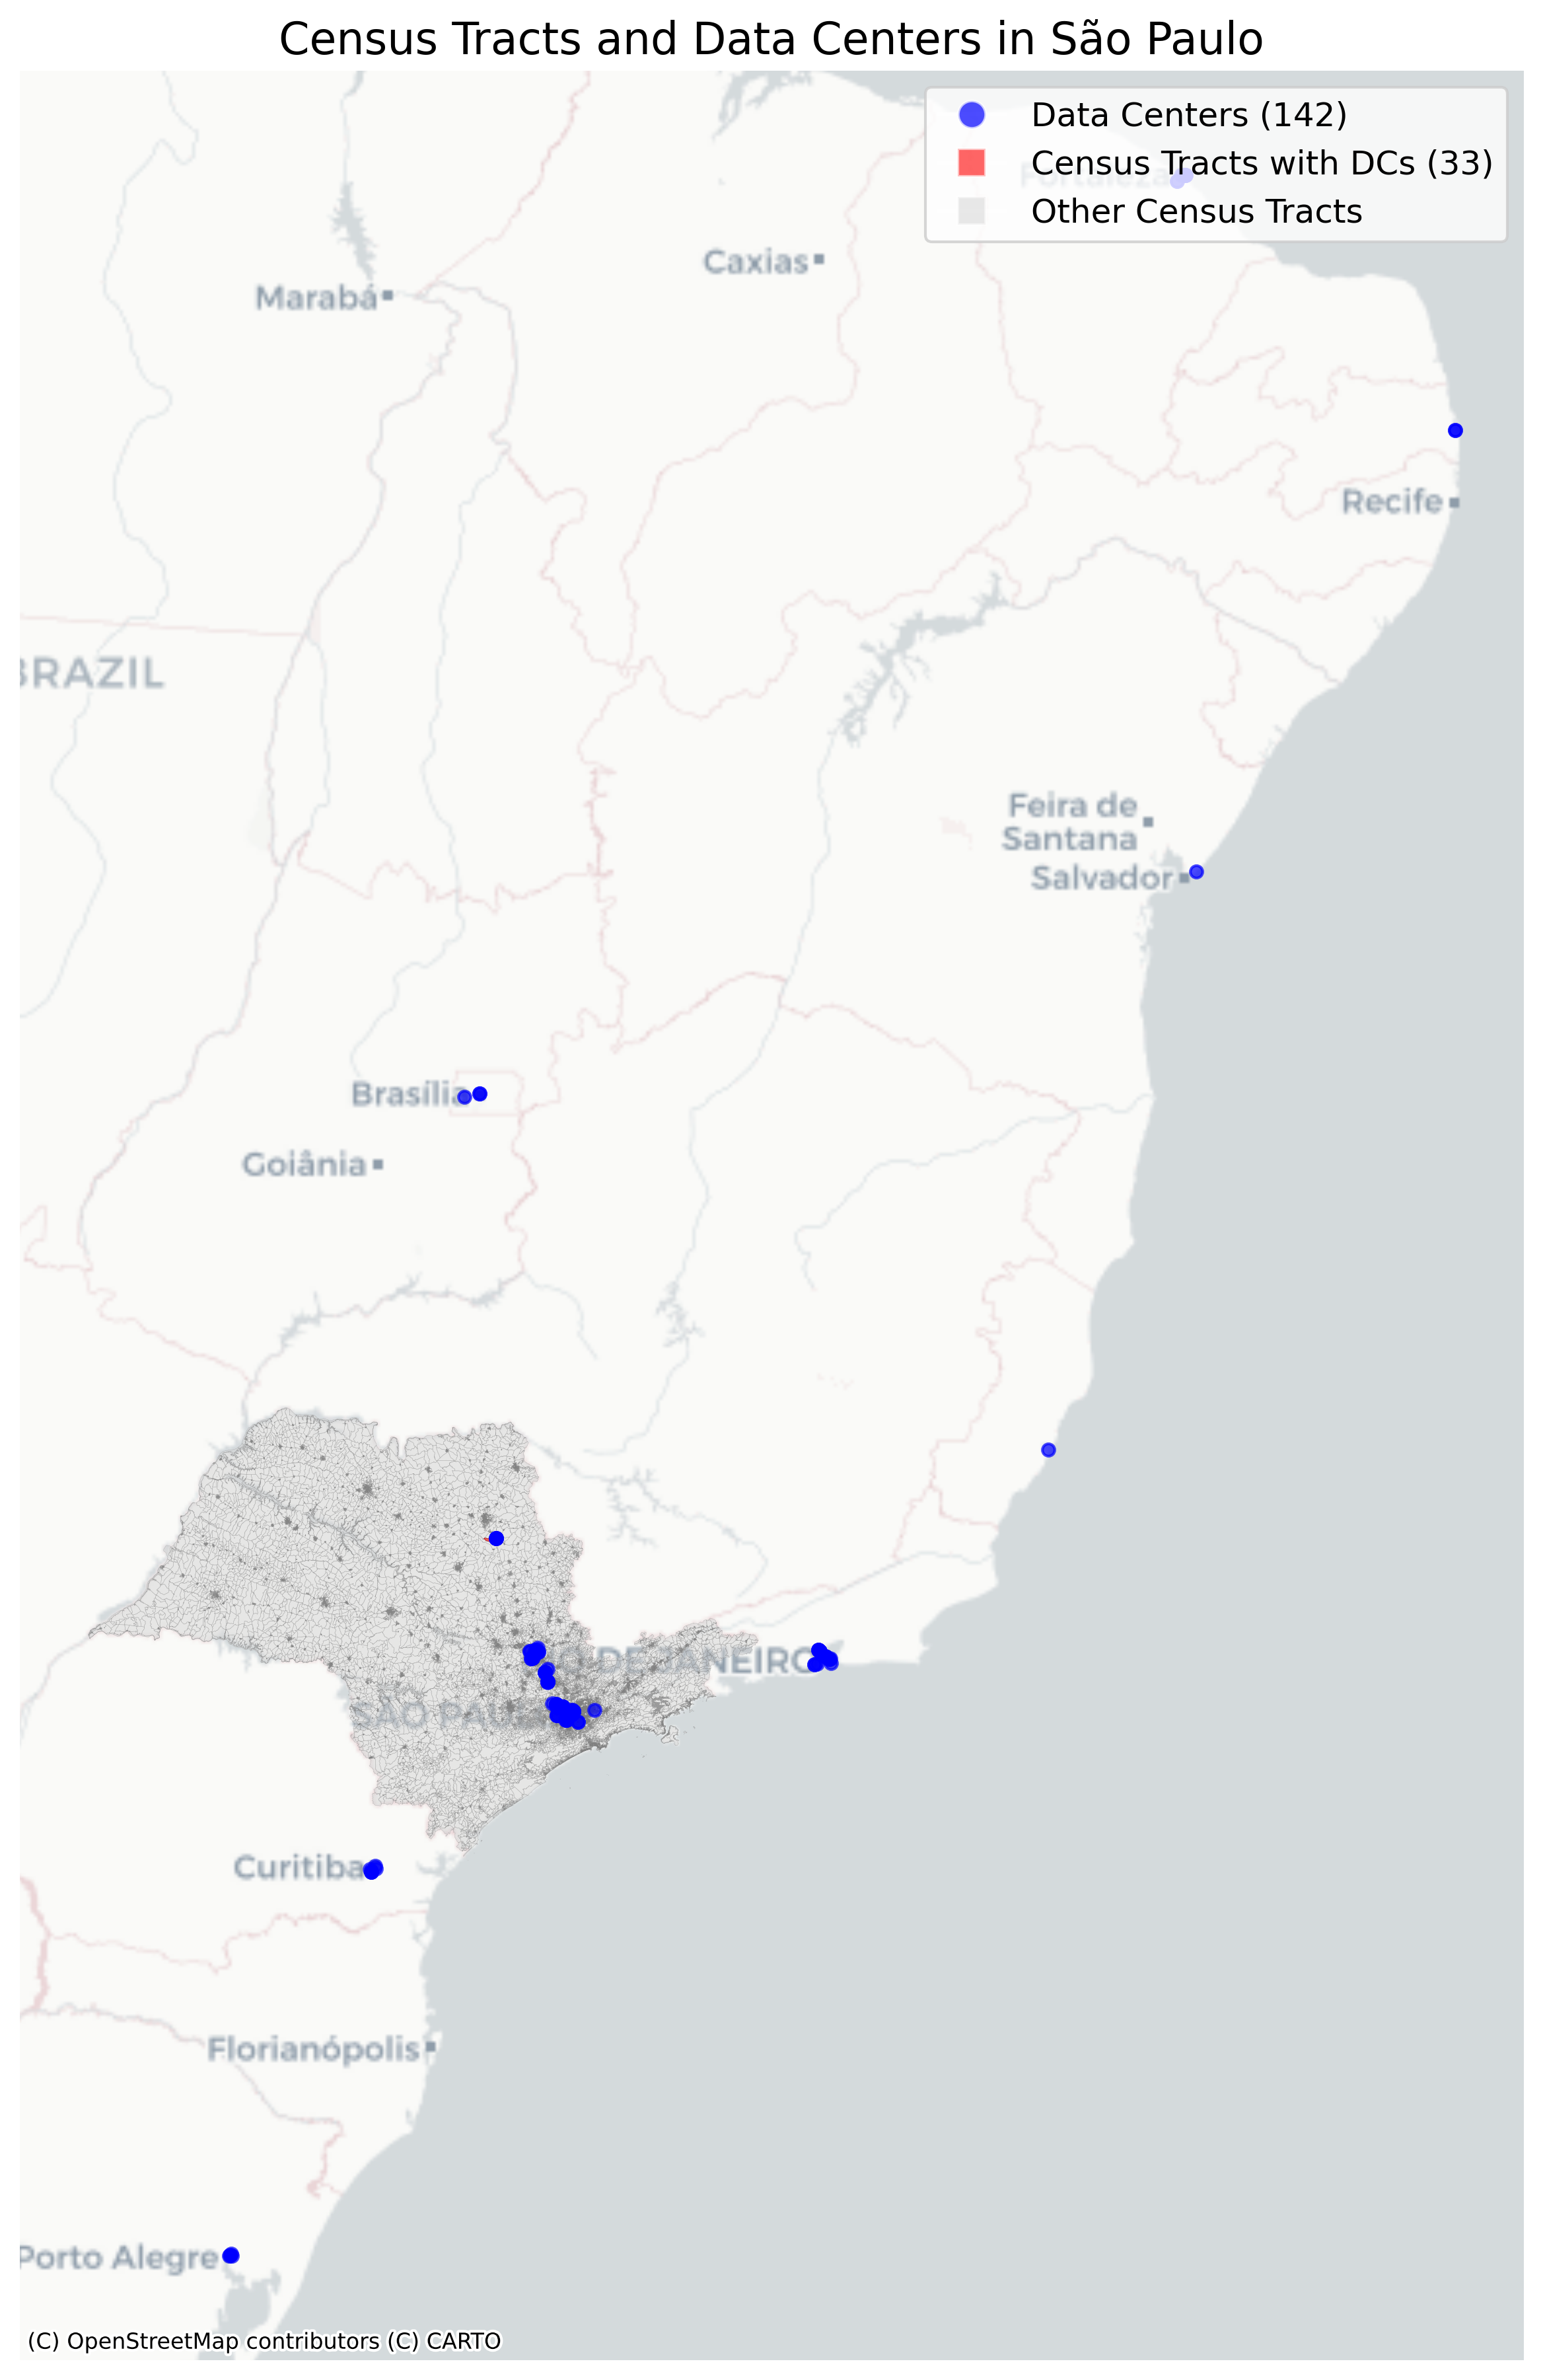 Census Tracts and Data Centers in São Paulo
Data Centers (142)
Census Tracts with DCs (33)
Other Census Tracts
Fortaleza
Caxias
Marabá
Recife
BRAZIL
Feira de
Santana
Salvador
Brasília
Goiânia
DE JANEIRO
SÃO PAU
Curitiba
Florianópolis
Porto Alegre
(C) OpenStreetMap contributors (C) CARTO